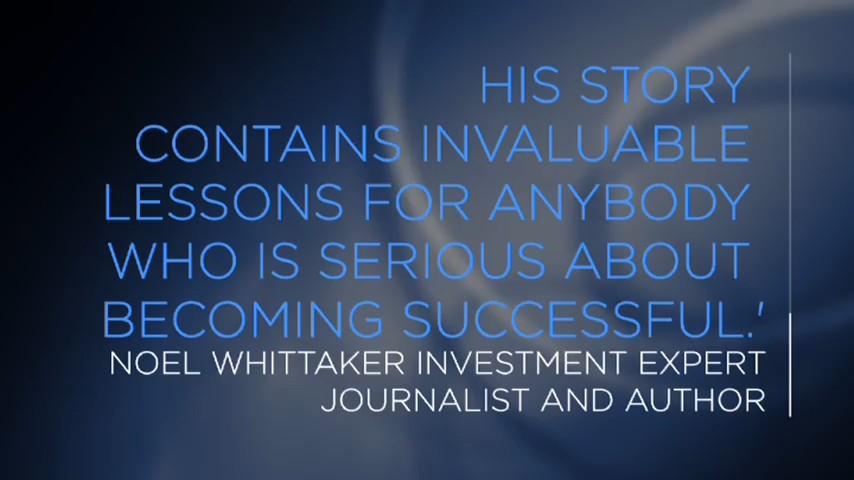 HIS STORY
CONTAINS INVALUABLE
LESSONS FOR ANYBODY
WHO IS SERIOUS ABOUT
BECOMING SUCCESSFUL.'
NOEL WHITTAKER INVESTMENT EXPERT
JOURNALIST AND AUTHOR